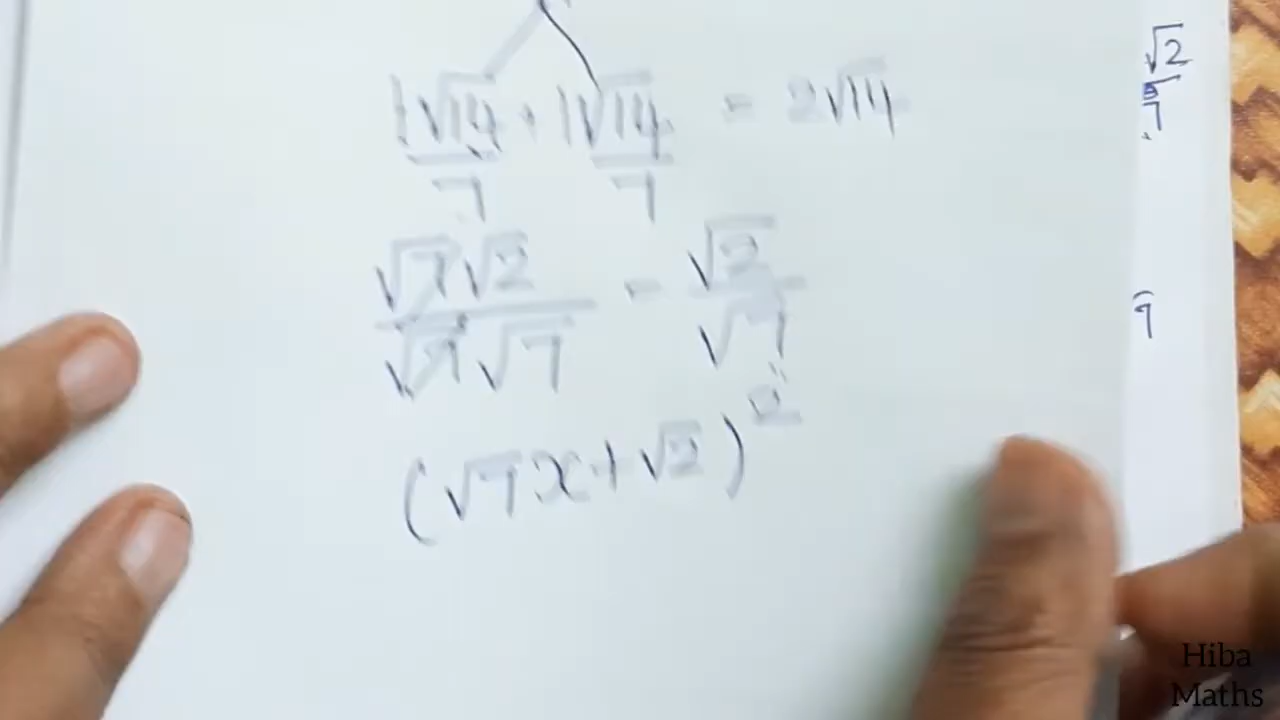 1√14 + 1√14 = 2√14
7 7
√7√2 = √2
√7√7 √7
(√7x+√2)²
√2
7
7
Hiba
Maths